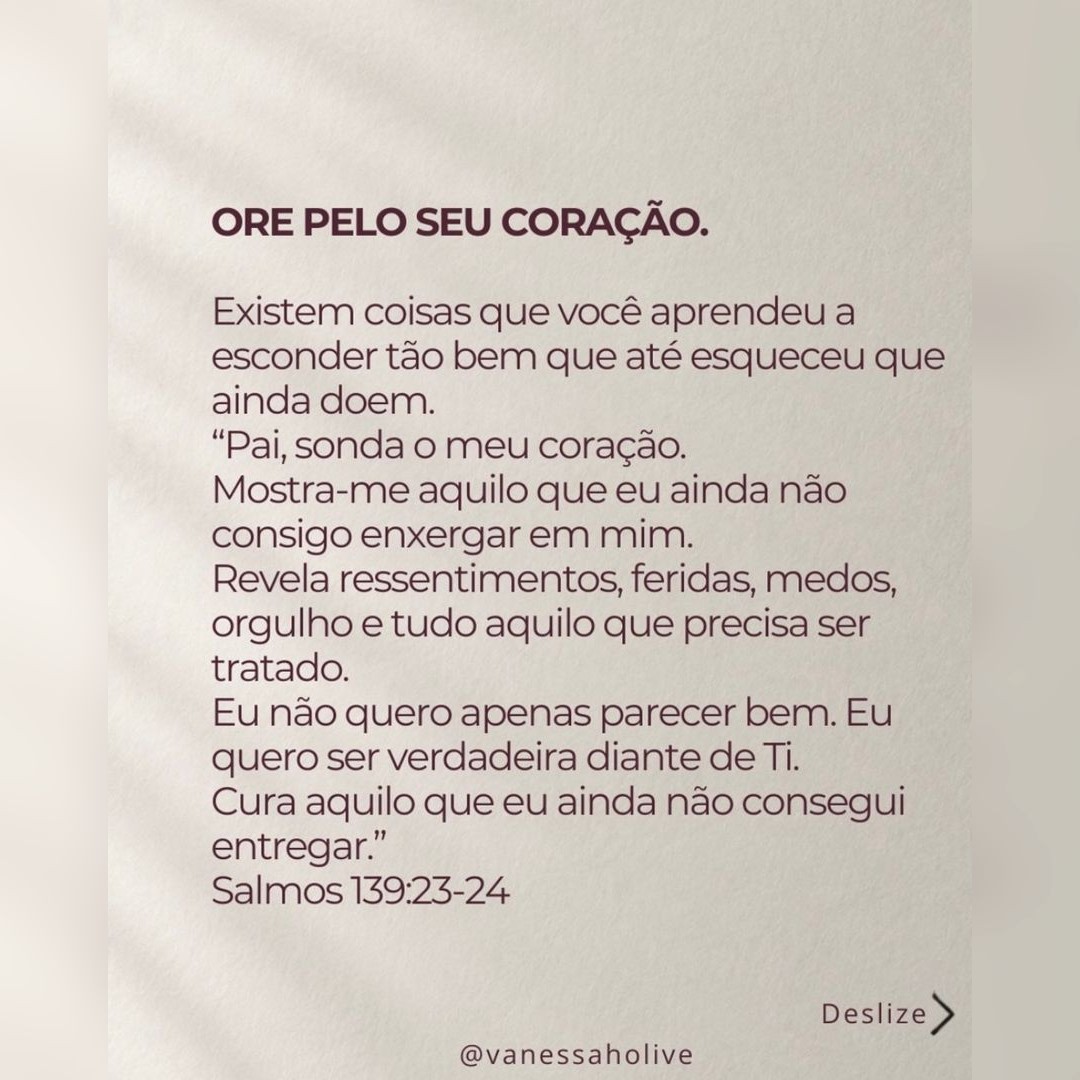 ORE PELO SEU CORAÇÃO.
Existem coisas que você aprendeu a
esconder tão bem que até esqueceu que
ainda doem.
“Pai, sonda o meu coração.
Mostra-me aquilo que eu ainda não
consigo enxergar em mim.
Revela ressentimentos, feridas, medos,
orgulho e tudo aquilo que precisa ser
tratado.
Eu não quero apenas parecer bem. Eu
quero ser verdadeira diante de Ti.
Cura aquilo que eu ainda não consegui
entregar.”
Salmos 139:23-24
Deslize
@vanessaholive